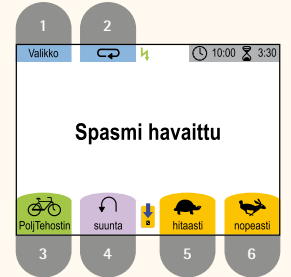 1 2
Valikko 10:00 3:30
Spasmi havaittu
PoljTehostin suunta hitaasti nopeasti
3 4 5 6